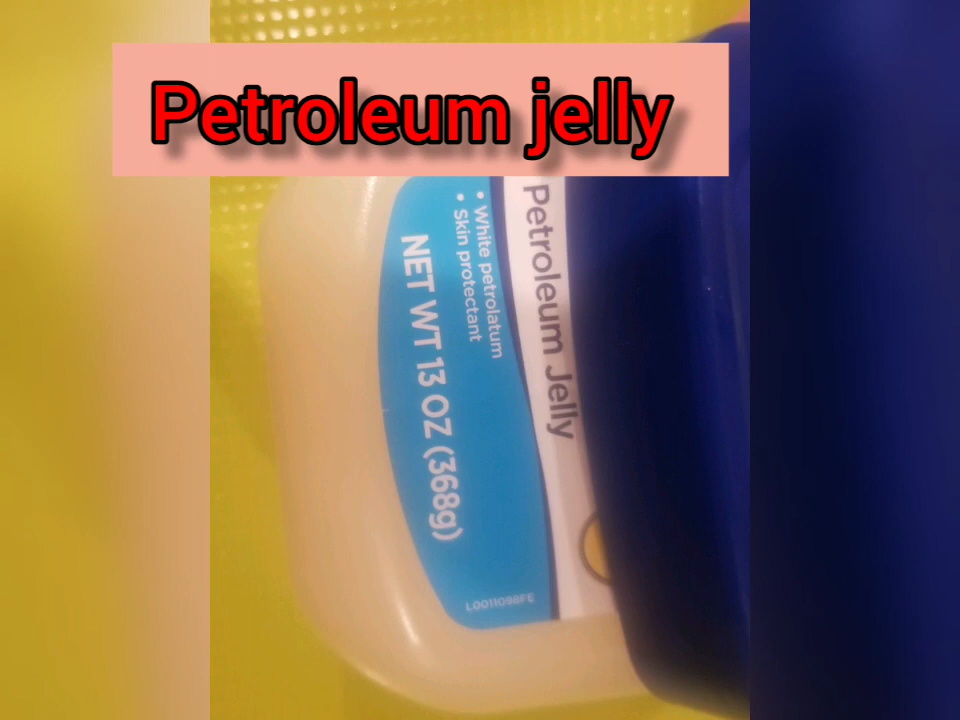 Petroleum jelly
Petroleum Jelly
• White petrolatum
• Skin protectant
NET WT 13 OZ (368g)
L0011098FE